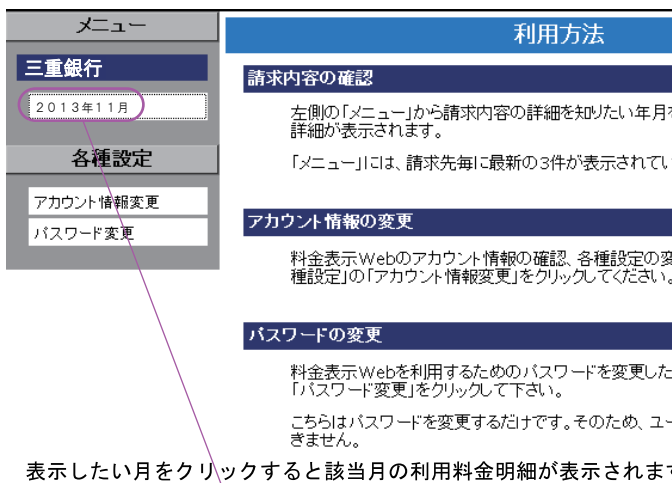 メニュー
三重銀行
2013年11月
各種設定
アカウント情報変更
パスワード変更
利用方法
請求内容の確認
左側の「メニュー」から請求内容の詳細を知りたい年月を
詳細が表示されます。
「メニュー」には、請求先毎に最新の3件が表示されてい
アカウント情報の変更
料金表示Webのアカウント情報の確認、各種設定の変
種設定」の「アカウント情報変更」をクリックしてください。
パスワードの変更
料金表示Webを利用するためのパスワードを変更した
「パスワード変更」をクリックして下さい。
こちらはパスワードを変更するだけです。そのため、ユー
きません。
表示したい月をクリックすると該当月の利用料金明細が表示されます